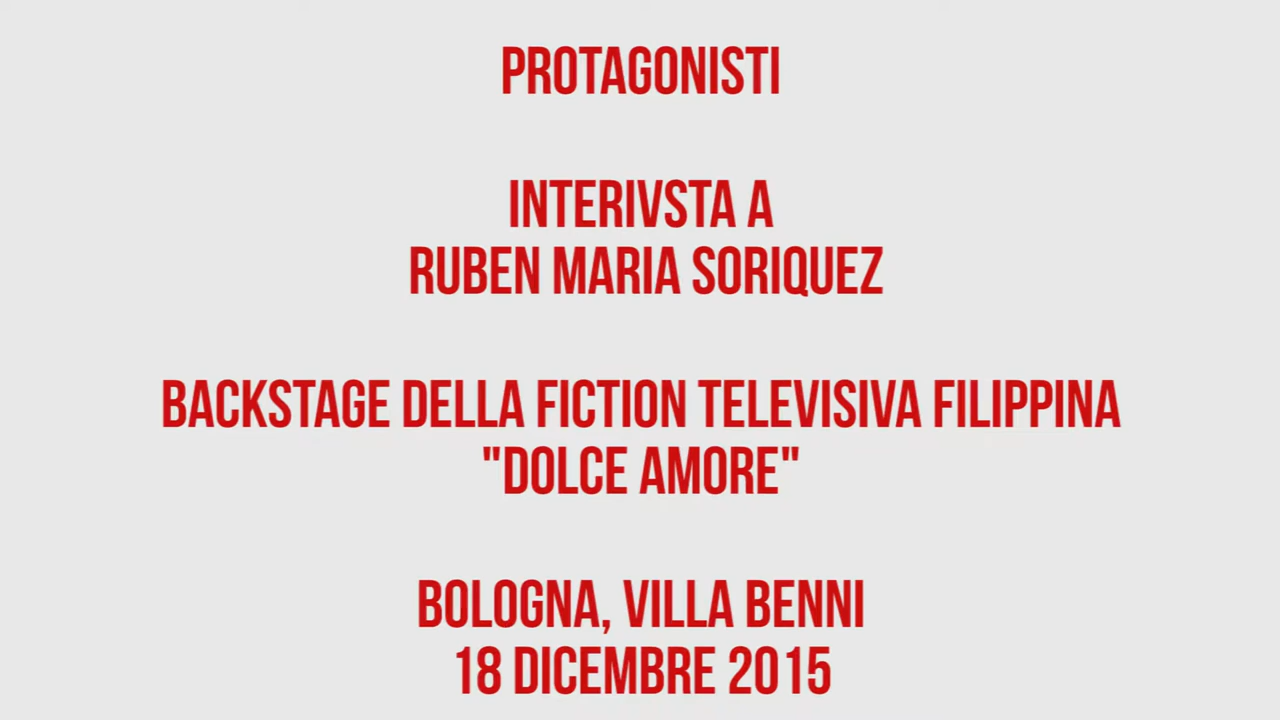 PROTAGONISTI
INTERIVSTA A
RUBEN MARIA SORIQUEZ
BACKSTAGE DELLA FICTION TELEVISIVA FILIPPINA
"DOLCE AMORE"
BOLOGNA, VILLA BENNI
18 DICEMBRE 2015